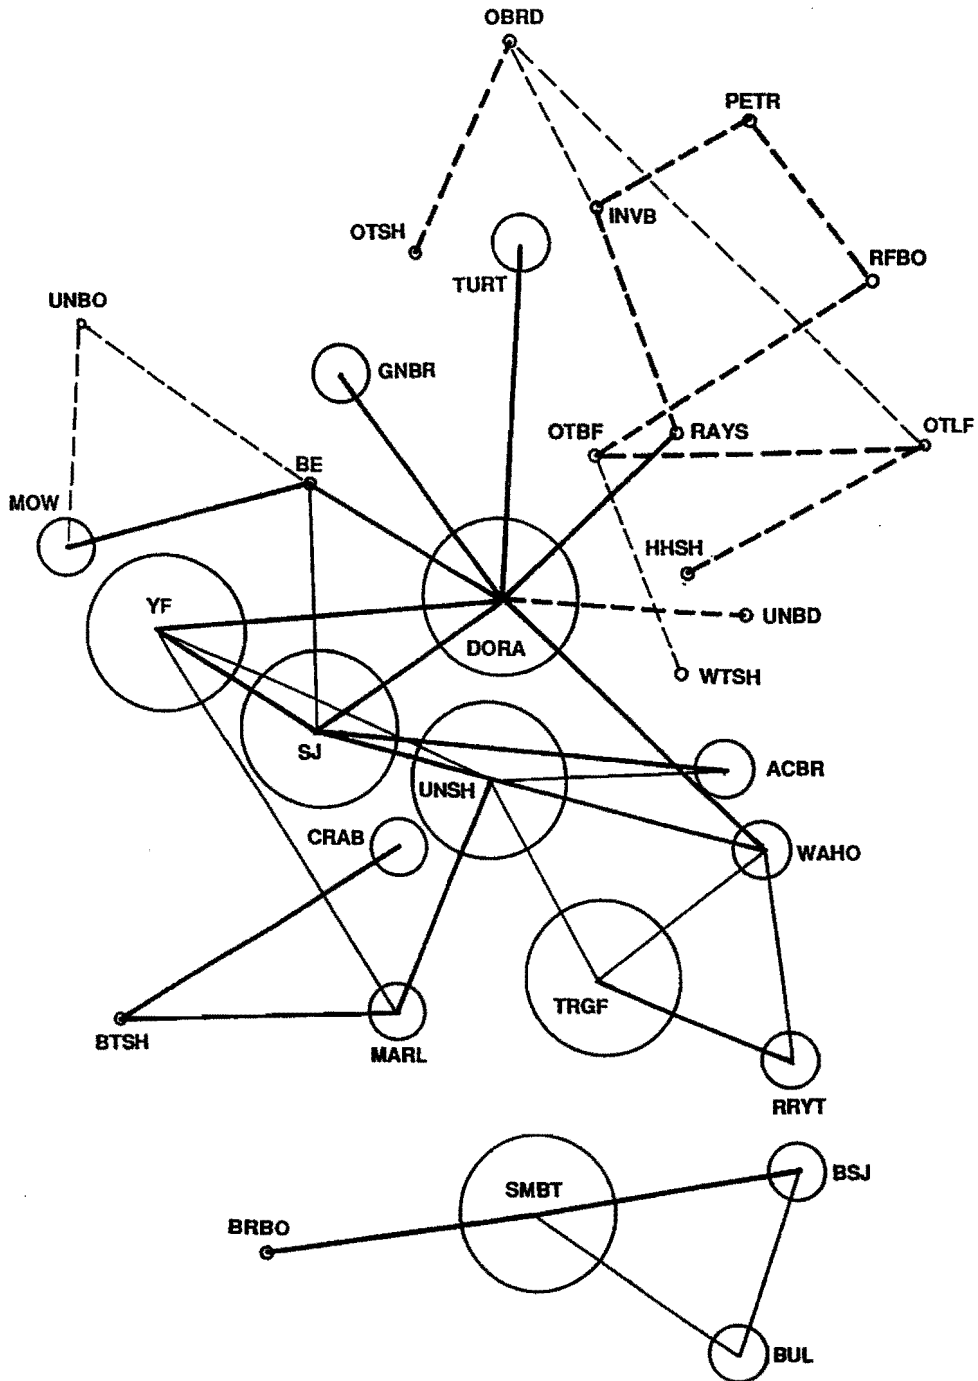 OBRD
PETR
INVB
OTSH
RFBO
TURT
UNBO
GNBR
OTBF
RAYS
OTLF
BE
MOW
HHSH
YF
UNBD
DORA
WTSH
SJ
ACBR
UNSH
CRAB
WAHO
TRGF
BTSH
MARL
RRYT
BSJ
SMBT
BRBO
BUL